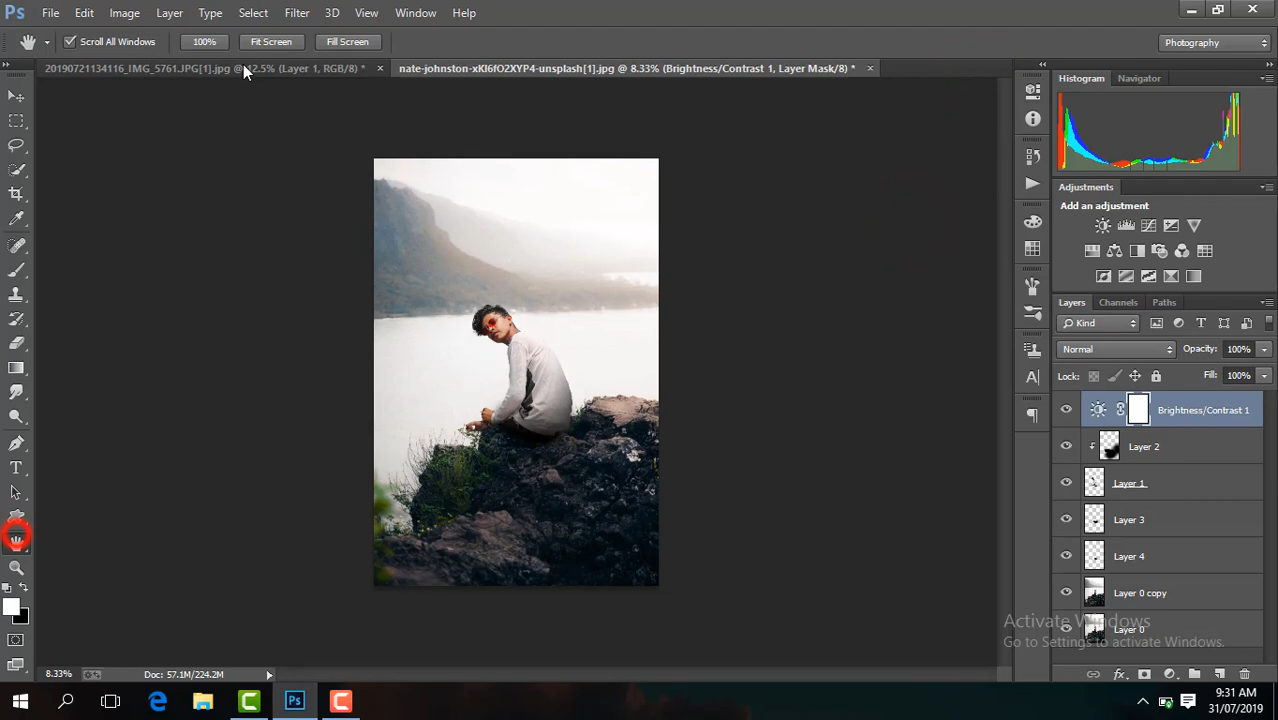 Ps File Edit Image Layer Type Select Filter 3D View Window Help
Scroll All Windows 100% Fit Screen Fill Screen Photography
20190721134116_IMG_5761.JPG[1].jpg @ 12.5% (Layer 1, RGB/8) * × nate-johnston-xKl6fO2XYP4-unsplash[1].jpg @ 8.33% (Brightness/Contrast 1, Layer Mask/8) * ×
Histogram Navigator
Adjustments
Add an adjustment
Layers Channels Paths
Kind
Normal Opacity: 100%
Lock: Fill: 100%
Brightness/Contrast 1
Layer 2
Layer 1
Layer 3
Layer 4
Layer 0 copy
Layer 0
Activate Windows
Go to Settings to activate Windows.
8.33% Doc: 57.1M/224.2M
9:31 AM
31/07/2019